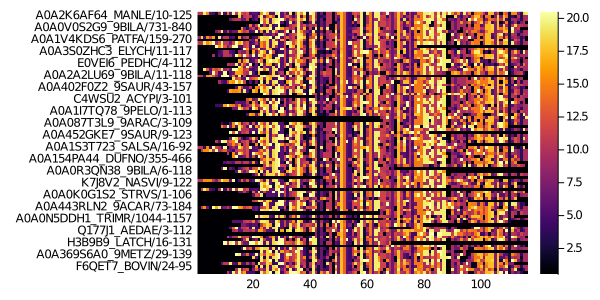 A0A2K6AF64_MANLE/10-125
A0A0V0S2G9_9BILA/731-840
A0A1V4KDS6_PATFA/159-270
A0A3S0ZHC3_ELYCH/11-117
E0VEI6_PEDHC/4-112
A0A2A2LU69_9BILA/11-118
A0A402F0Z2_9SAUR/43-157
C4WSU2_ACYPI/3-101
A0A1I7TQ78_9PELO/1-113
A0A087T3L9_9ARAC/3-109
A0A452GKE7_9SAUR/9-123
A0A1S3T723_SALSA/16-92
A0A154PA44_DUFNO/355-466
A0A0R3QN38_9BILA/6-118
K7J8V2_NASVI/9-122
A0A0K0G1S2_STRVS/1-106
A0A443RLN2_9ACAR/73-184
A0A0N5DDH1_TRIMR/1044-1157
Q177J1_AEDAE/3-112
H3B9B9_LATCH/16-131
A0A369S6A0_9METZ/29-139
F6QET7_BOVIN/24-95
20 40 60 80 100
20.0
17.5
15.0
12.5
10.0
7.5
5.0
2.5